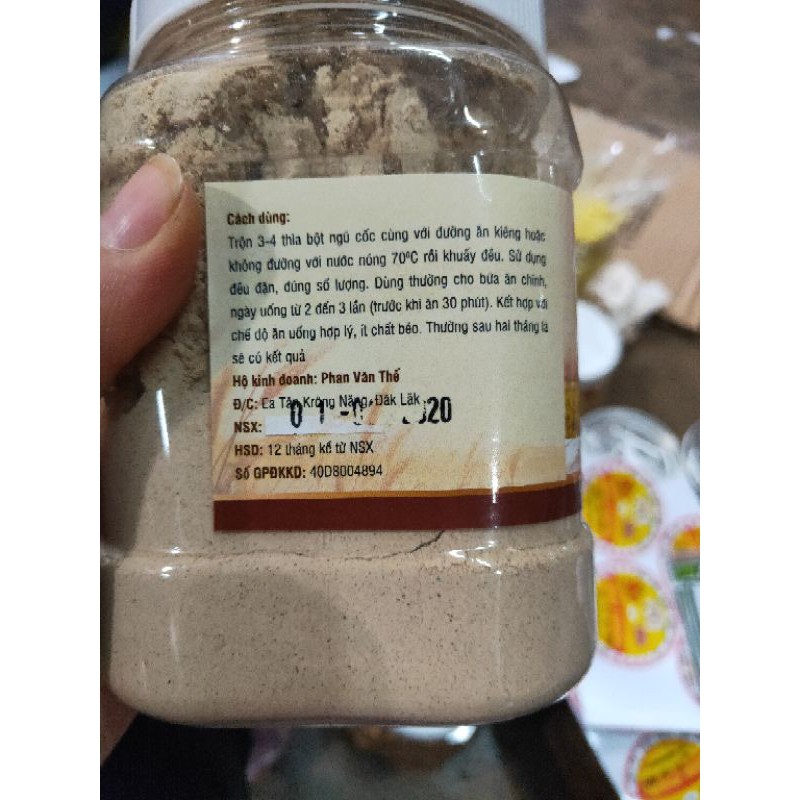 Cách dùng:
Trộn 3-4 thìa bột ngũ cốc cùng với đường ăn kiêng hoặc
không đường với nước nóng 70ºC rồi khuấy đều. Sử dụng
đều đặn, đúng số lượng. Dùng thường cho bữa ăn chính,
ngày uống từ 2 đến 3 lần (trước khi ăn 30 phút). Kết hợp với
chế độ ăn uống hợp lý, ít chất béo. Thường sau hai tháng là
sẽ có kết quả
Hộ kinh doanh: Phan Văn Thế
Đ/C: Ea Tân, Krông Năng, Đăk Lăk
NSX: 01
HSD: 12 tháng kể từ NSX
Số GPĐKKD: 40D8004894